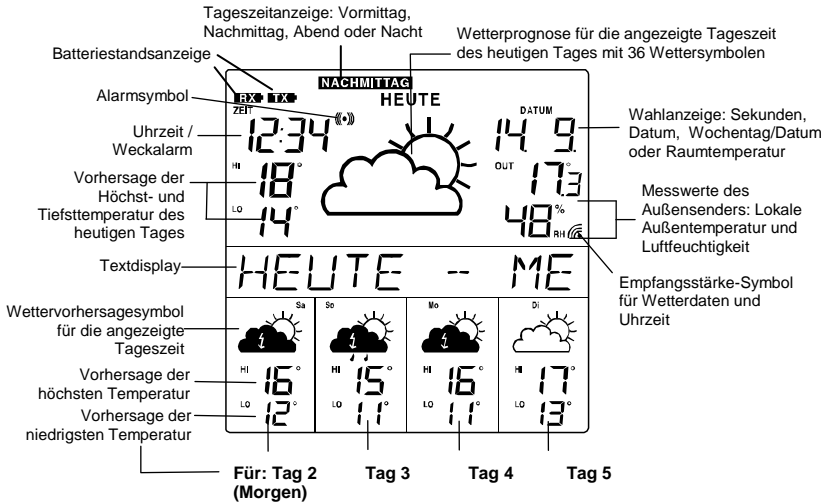 Tageszeitanzeige: Vormittag,
Nachmittag, Abend oder Nacht
Wetterprognose für die angezeigte Tageszeit
des heutigen Tages mit 36 Wettersymbolen
Batteriestandsanzeige
Alarmsymbol
Uhrzeit /
Weckalarm
Vorhersage der
Höchst- und
Tiefsttemperatur des
heutigen Tages
Textdisplay
Wettervorhersagesymbol
für die angezeigte
Tageszeit
Vorhersage der
höchsten Temperatur
Vorhersage der
niedrigsten Temperatur
NACHMITTAG
RX TX
HEUTE
ZEIT
12:34
DATUM
14. 9.
HI
18°
LO
14°
OUT
17.3°
48%
RH
HEUTE -- ME
Sa
HI
16°
LO
12°
So
HI
15°
LO
11°
Mo
HI
16°
LO
11°
Di
HI
17°
LO
13°
Wahlanzeige: Sekunden,
Datum, Wochentag/Datum
oder Raumtemperatur
Messwerte des
Außensenders: Lokale
Außentemperatur und
Luftfeuchtigkeit
Empfangsstärke-Symbol
für Wetterdaten und
Uhrzeit
Für: Tag 2
(Morgen)
Tag 3
Tag 4
Tag 5